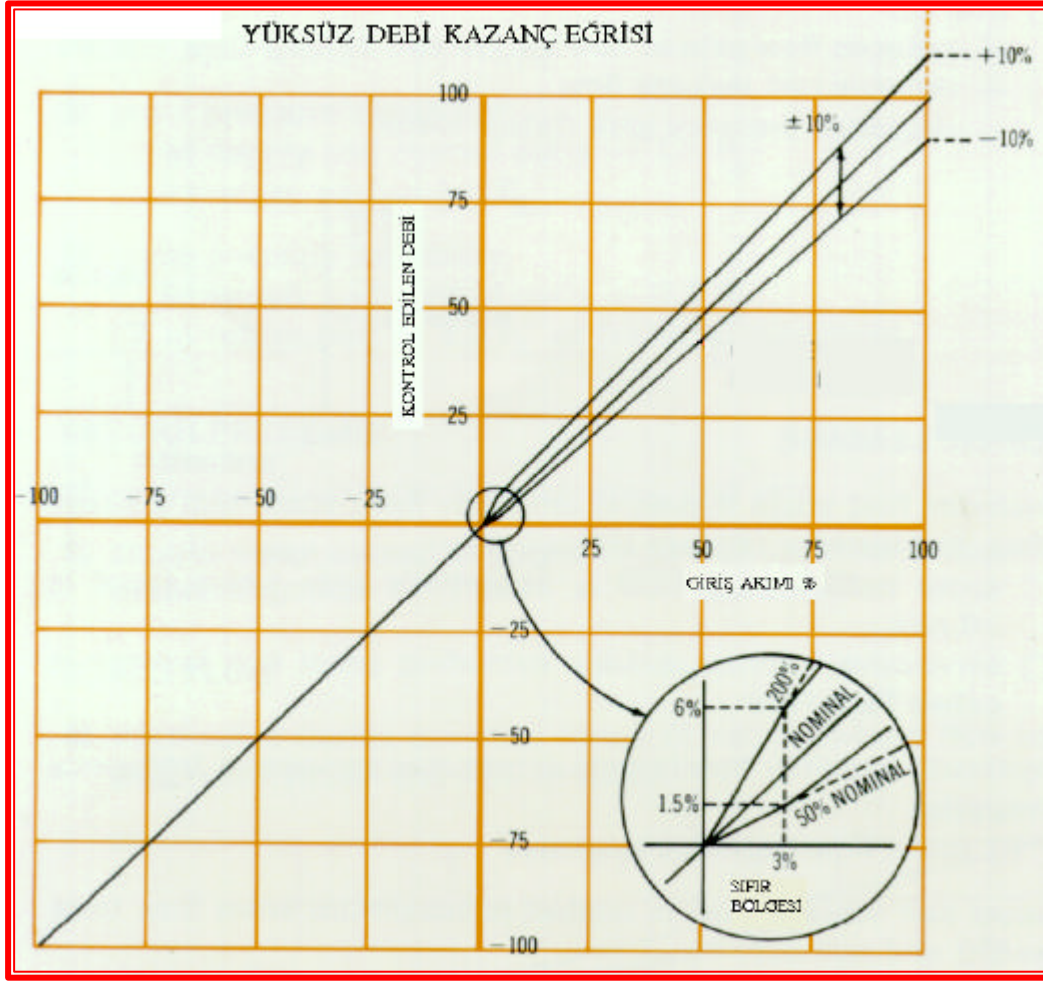 YÜKSÜZ DEBİ KAZANÇ EĞRİSİ
+10%
100
±10%
-10%
75
KONTROL EDİLEN DEBİ
50
25
-100 -75 -50 -25
25 50 75 100
GİRİŞ AKIMI %
-25
200%
6%
NOMINAL
-50
1.5%
50% NOMINAL
-75
3%
SIFIR
BÖLGESİ
-100